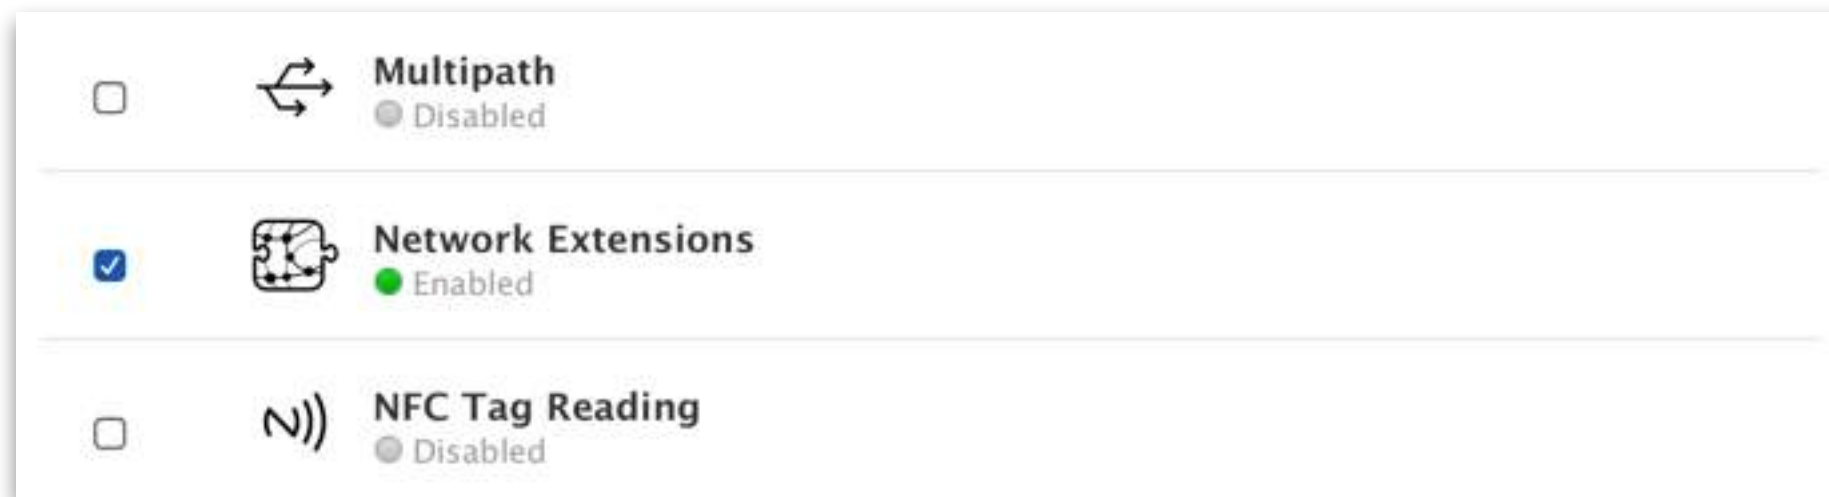 Multipath
Disabled
Network Extensions
Enabled
NFC Tag Reading
Disabled